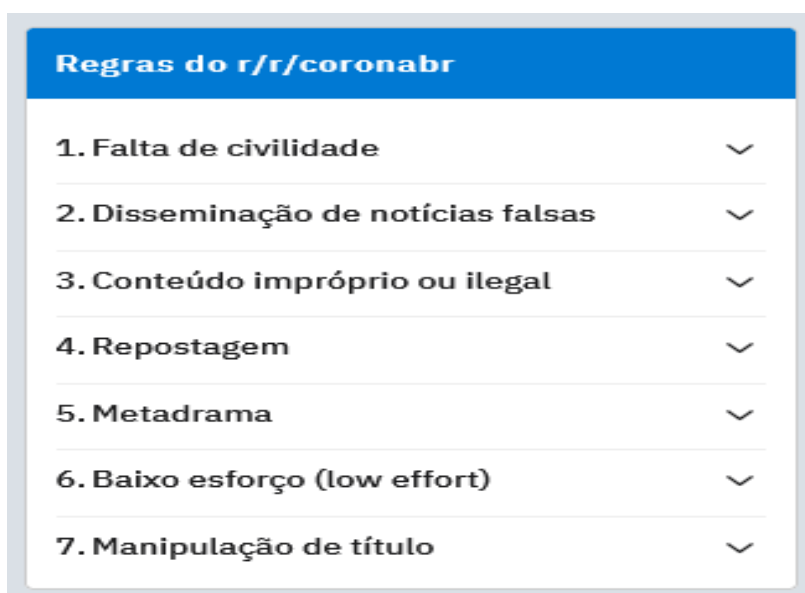 Regras do r/r/coronabr
1. Falta de civilidade
2. Disseminação de notícias falsas
3. Conteúdo impróprio ou ilegal
4. Repostagem
5. Metadrama
6. Baixo esforço (low effort)
7. Manipulação de título